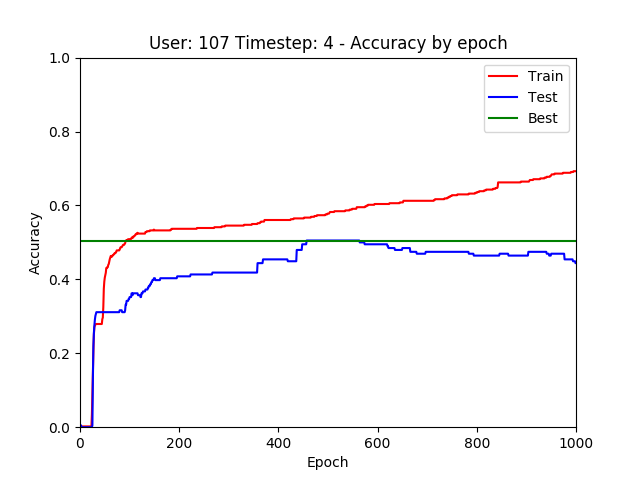 User: 107 Timestep: 4 - Accuracy by epoch
1.0
0.8
0.6
0.4
0.2
0.0
Accuracy
Train
Test
Best
0 200 400 600 800 1000
Epoch